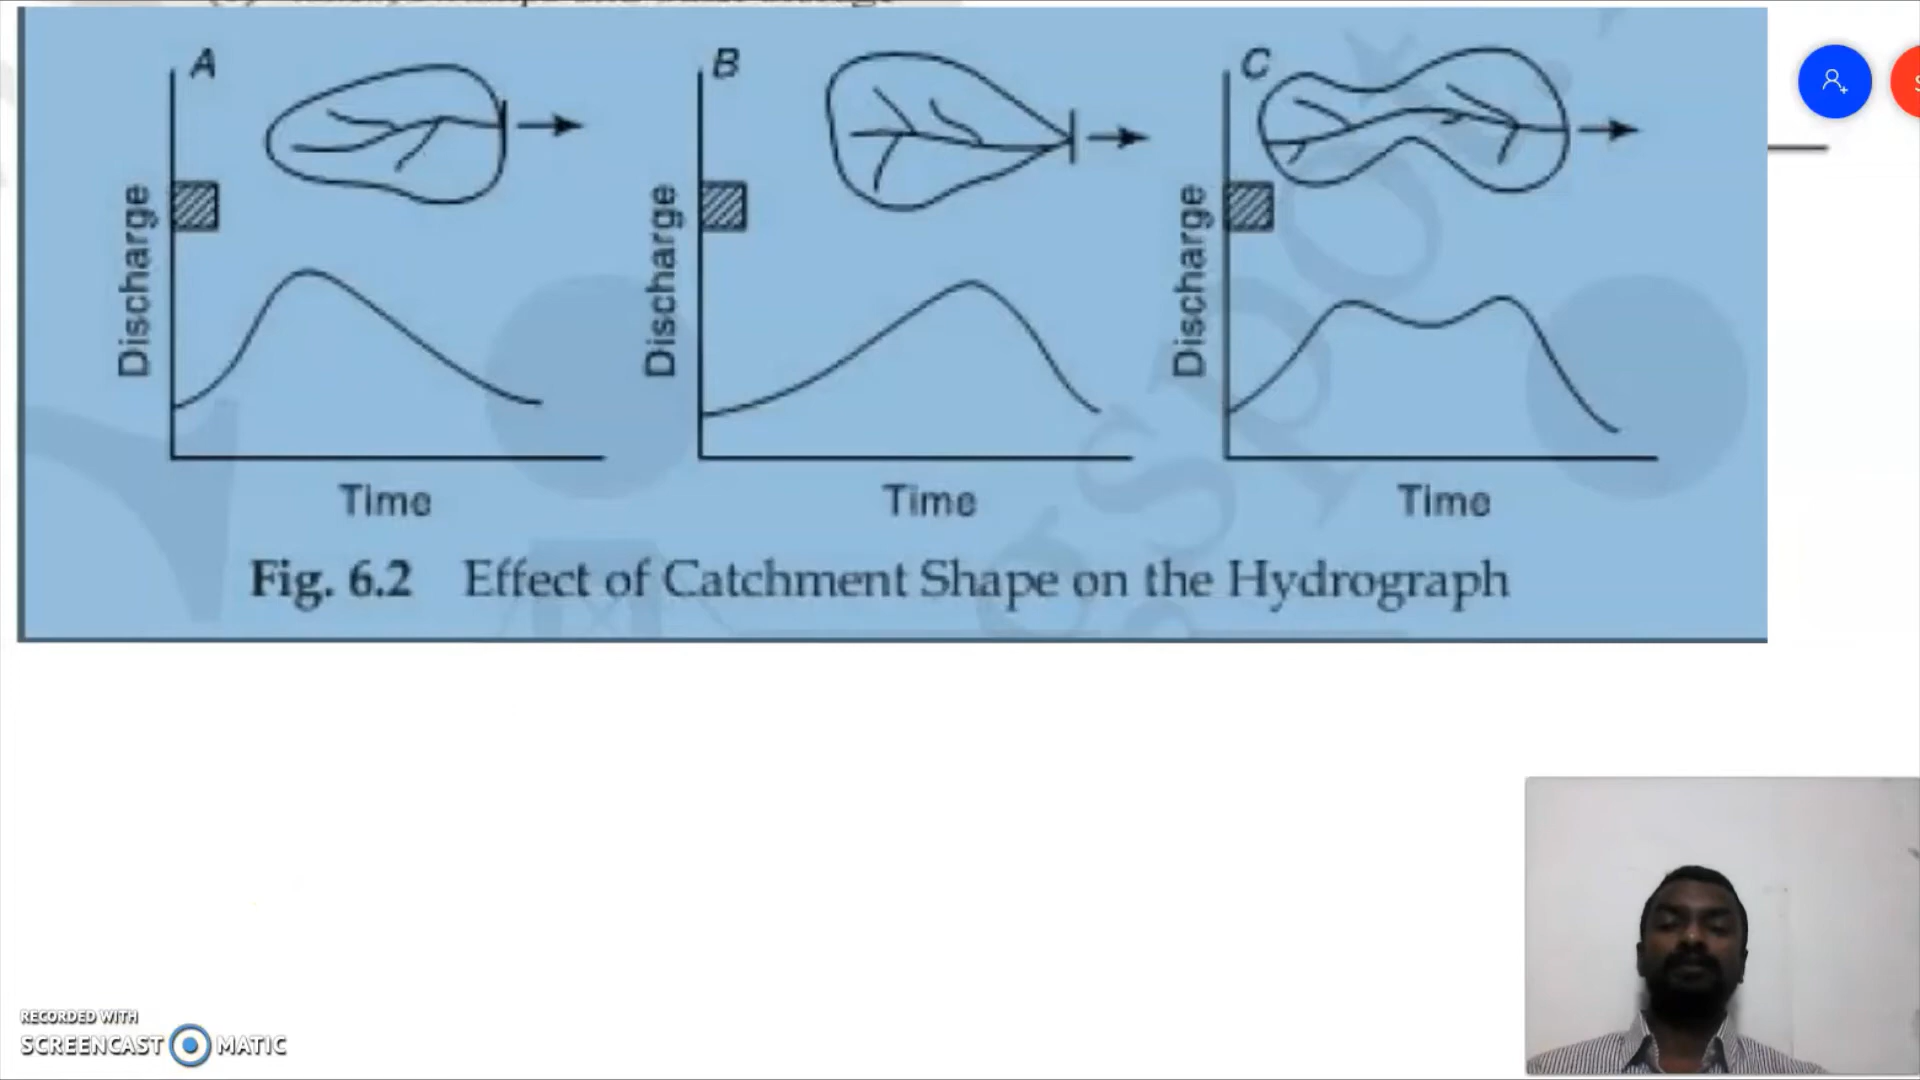 A
B
C
Discharge
Discharge
Discharge
Time
Time
Time
Fig. 6.2 Effect of Catchment Shape on the Hydrograph
RECORDED WITH
SCREENCAST MATIC